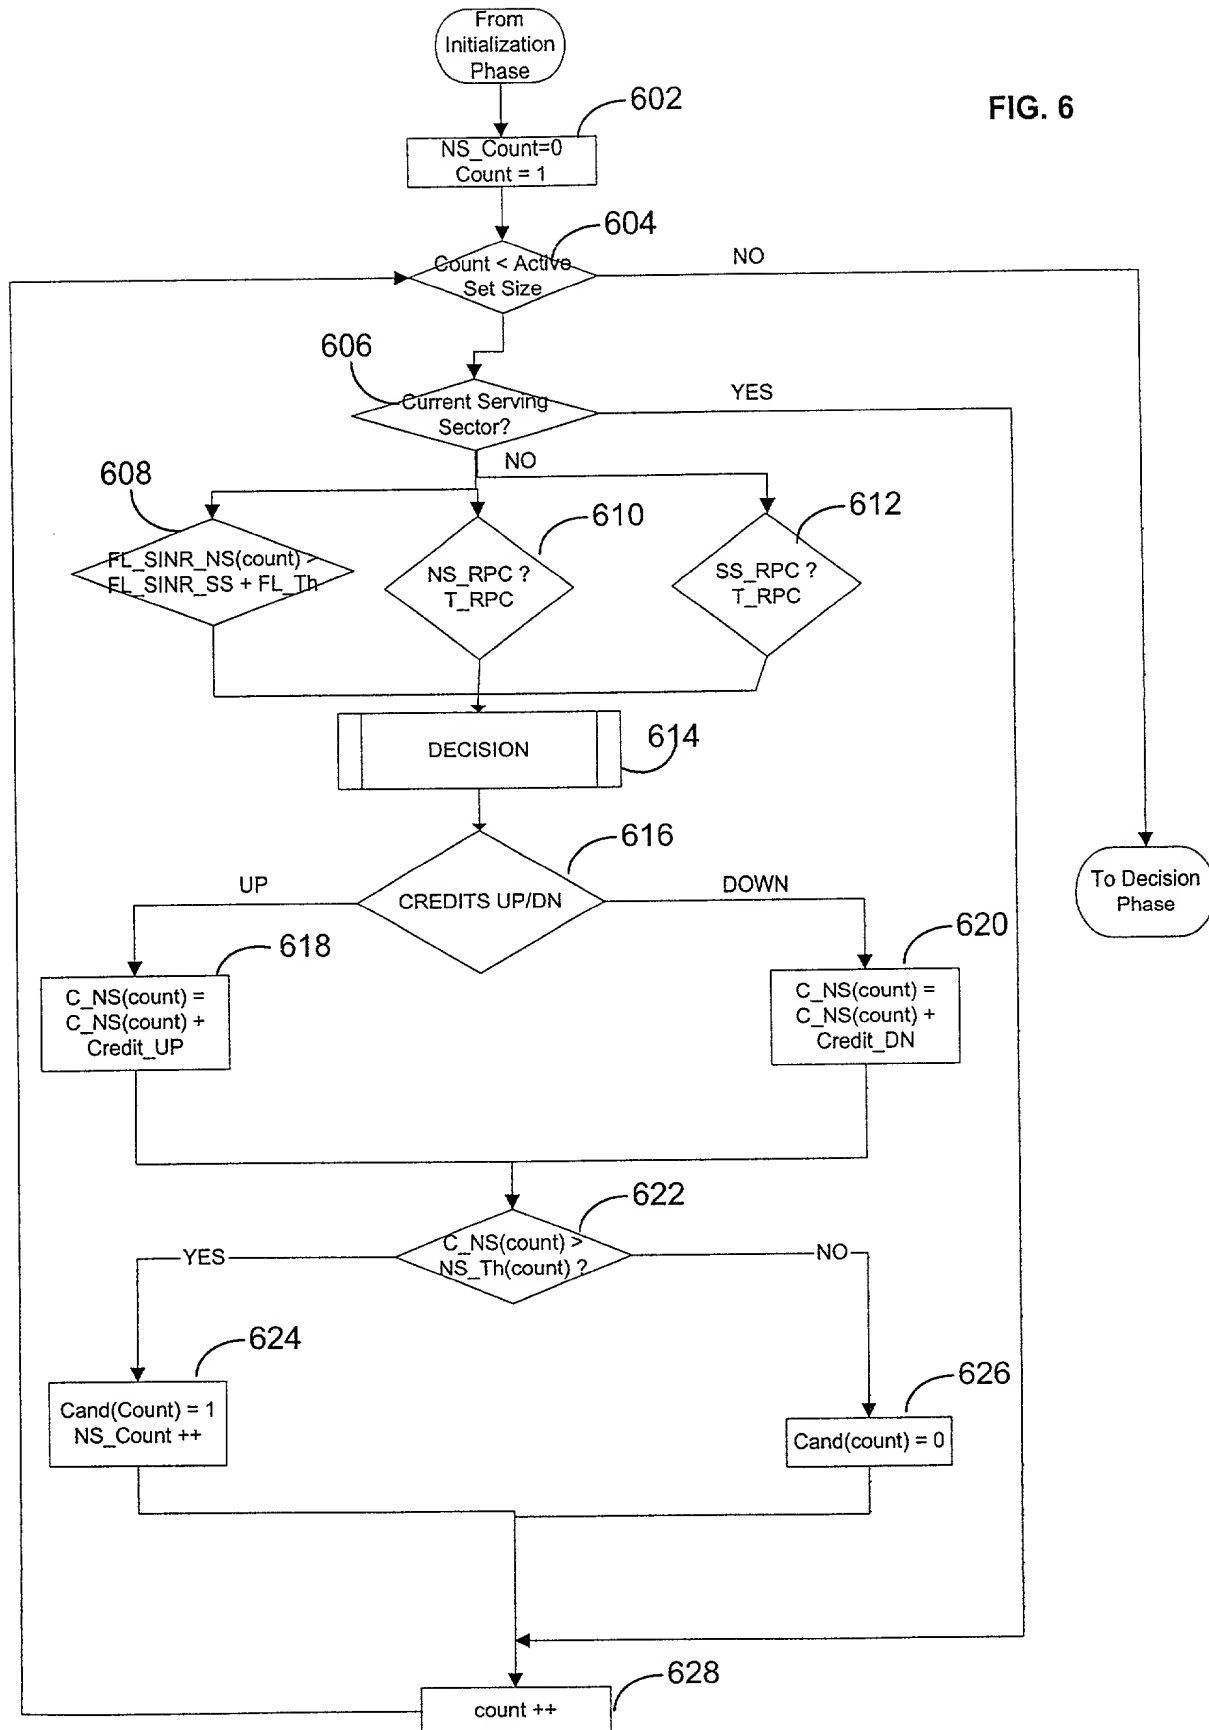 From
Initialization
Phase
602
FIG. 6
NS_Count=0
Count = 1
604
Count < Active
Set Size
NO
606
Current Serving
Sector?
YES
NO
608
610
612
FL_SINR_NS(count) >
FL_SINR_SS + FL_Th
NS_RPC ?
T_RPC
SS_RPC ?
T_RPC
DECISION
614
616
UP
CREDITS UP/DN
DOWN
To Decision
Phase
618
620
C_NS(count) =
C_NS(count) +
Credit_UP
C_NS(count) =
C_NS(count) +
Credit_DN
622
C_NS(count) >
NS_Th(count) ?
YES
NO
624
626
Cand(Count) = 1
NS_Count ++
Cand(count) = 0
628
count ++